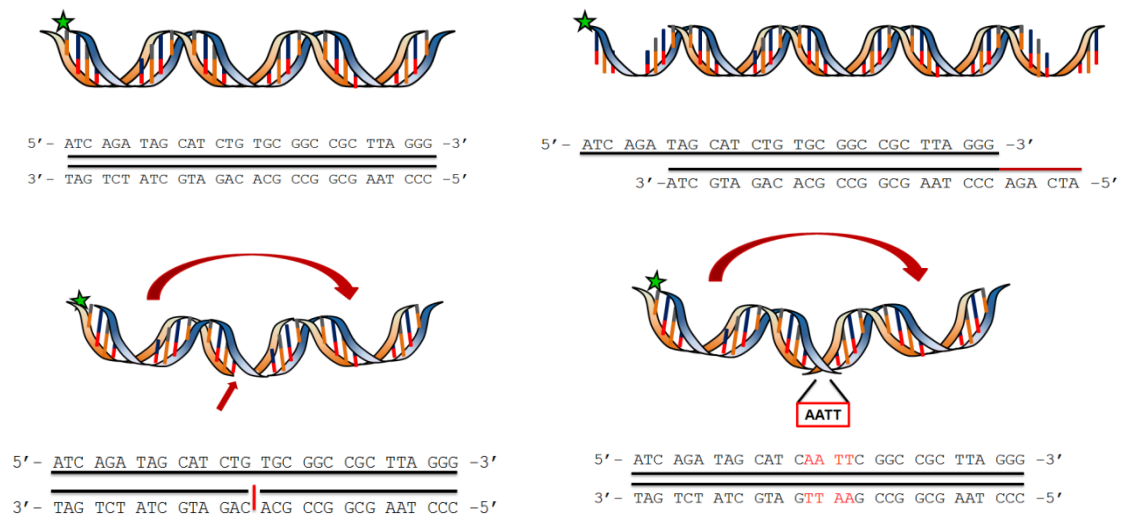 5’- ATC AGA TAG CAT CTG TGC GGC CGC TTA GGG -3’
3’- TAG TCT ATC GTA GAC ACG CCG GCG AAT CCC -5’
5’- ATC AGA TAG CAT CTG TGC GGC CGC TTA GGG -3’
3’-ATC GTA GAC ACG CCG GCG AAT CCC AGA CTA -5’
5’- ATC AGA TAG CAT CTG TGC GGC CGC TTA GGG -3’
3’- TAG TCT ATC GTA GAC ACG CCG GCG AAT CCC -5’
AATT
5’- ATC AGA TAG CAT CAA TTC GGC CGC TTA GGG -3’
3’- TAG TCT ATC GTA GTT AAG CCG GCG AAT CCC -5’